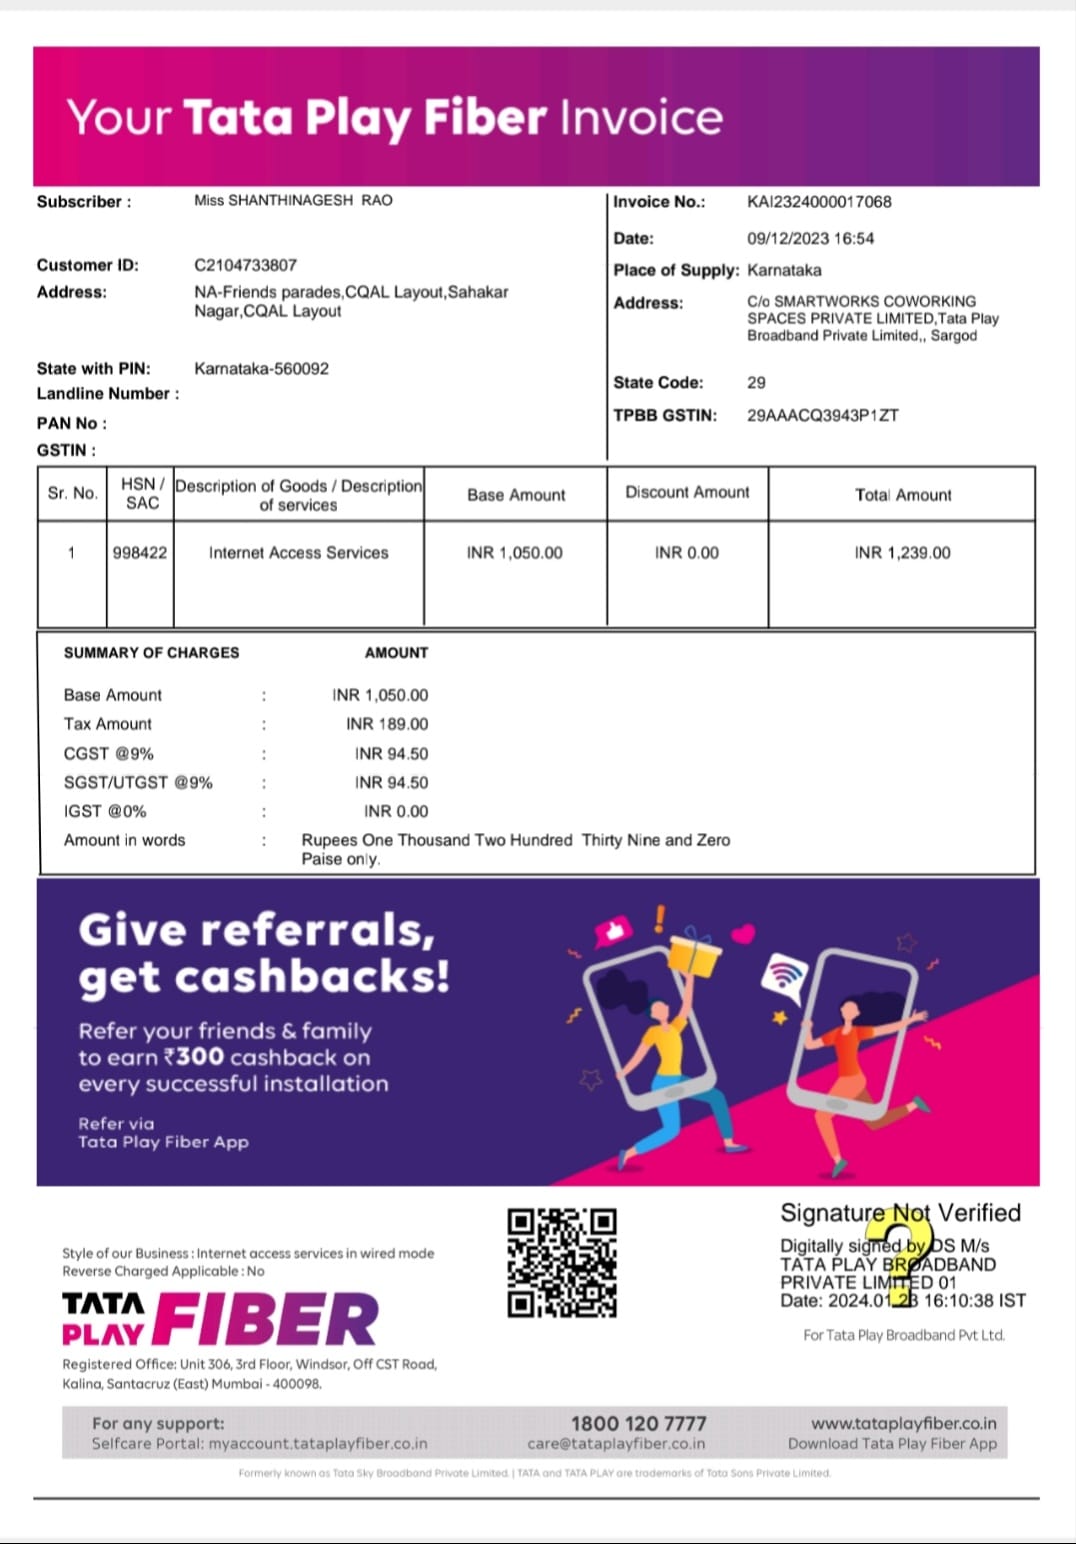 Your Tata Play Fiber Invoice
Subscriber : Miss SHANTHINAGESH RAO
Customer ID: C2104733807
Address: NA-Friends parades,CQAL Layout,Sahakar
Nagar,CQAL Layout
State with PIN: Karnataka-560092
Landline Number :
PAN No :
GSTIN :
Invoice No.: KAI2324000017068
Date: 09/12/2023 16:54
Place of Supply: Karnataka
Address: C/o SMARTWORKS COWORKING
SPACES PRIVATE LIMITED,Tata Play
Broadband Private Limited,, Sargod
State Code: 29
TPBB GSTIN: 29AAACQ3943P1ZT
Sr. No. HSN / SAC Description of Goods / Description of services Base Amount Discount Amount Total Amount
1 998422 Internet Access Services INR 1,050.00 INR 0.00 INR 1,239.00
SUMMARY OF CHARGES AMOUNT
Base Amount : INR 1,050.00
Tax Amount : INR 189.00
CGST @9% : INR 94.50
SGST/UTGST @9% : INR 94.50
IGST @0% : INR 0.00
Amount in words : Rupees One Thousand Two Hundred Thirty Nine and Zero
Paise only.
Give referrals,
get cashbacks!
Refer your friends & family
to earn ₹300 cashback on
every successful installation
Refer via
Tata Play Fiber App
Style of our Business : Internet access services in wired mode
Reverse Charged Applicable : No
TATA
PLAY FIBER
Registered Office: Unit 306, 3rd Floor, Windsor, Off CST Road,
Kalina, Santacruz (East) Mumbai - 400098.
Signature Not Verified
Digitally signed by DS M/s
TATA PLAY BROADBAND
PRIVATE LIMITED 01
Date: 2024.01.23 16:10:38 IST
For Tata Play Broadband Pvt Ltd.
For any support: 1800 120 7777 www.tataplayfiber.co.in
Selfcare Portal: myaccount.tataplayfiber.co.in care@tataplayfiber.co.in Download Tata Play Fiber App
Formerly known as Tata Sky Broadband Private Limited. | TATA and TATA PLAY are trademarks of Tata Sons Private Limited.